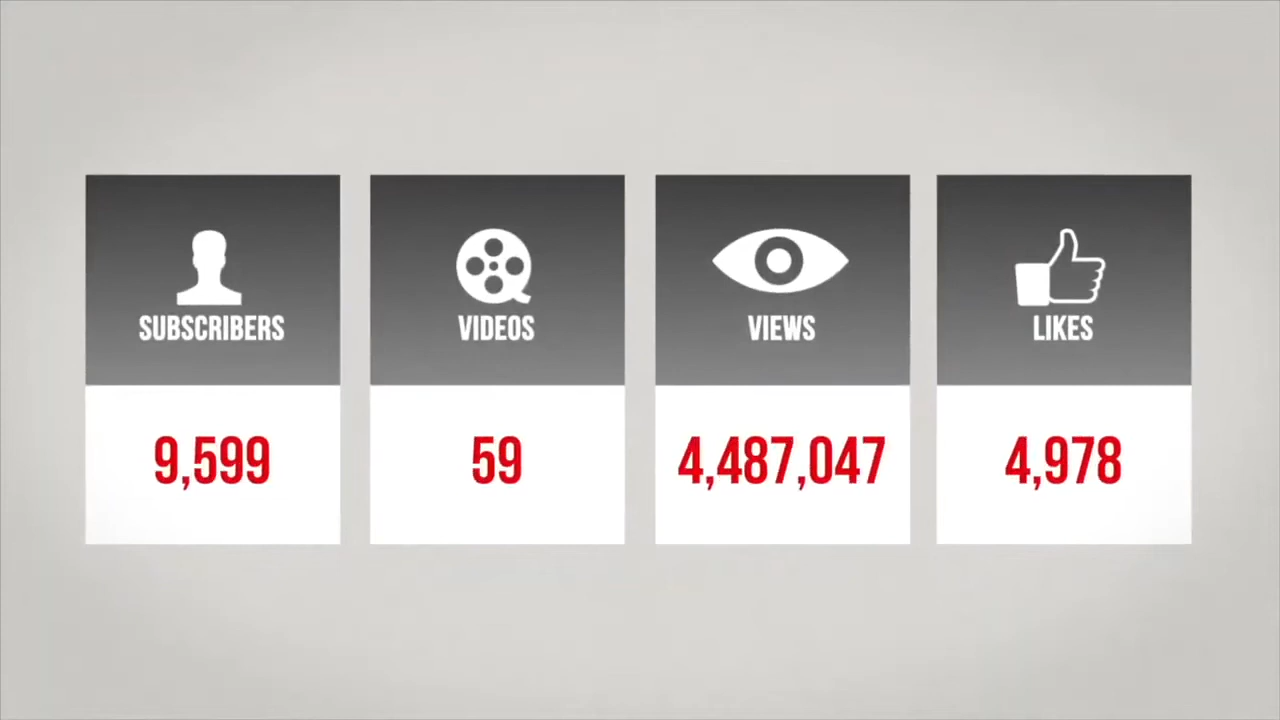 SUBSCRIBERS
VIDEOS
VIEWS
LIKES
9,599
59
4,487,047
4,978